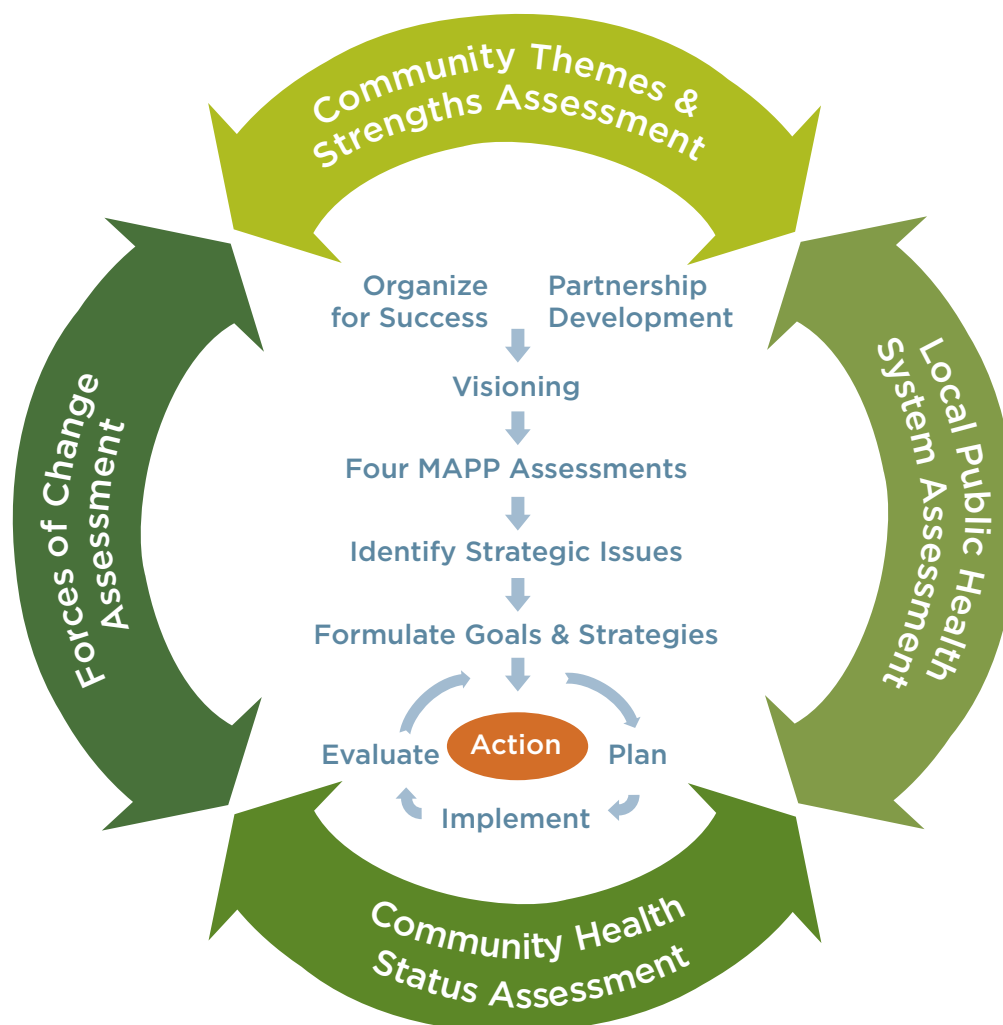 Community Themes &
Strengths Assessment
Organize
for Success
Partnership
Development
Visioning
Four MAPP Assessments
Identify Strategic Issues
Formulate Goals & Strategies
Evaluate
Action
Plan
Implement
Forces of Change
Assessment
Local Public Health
System Assessment
Community Health
Status Assessment